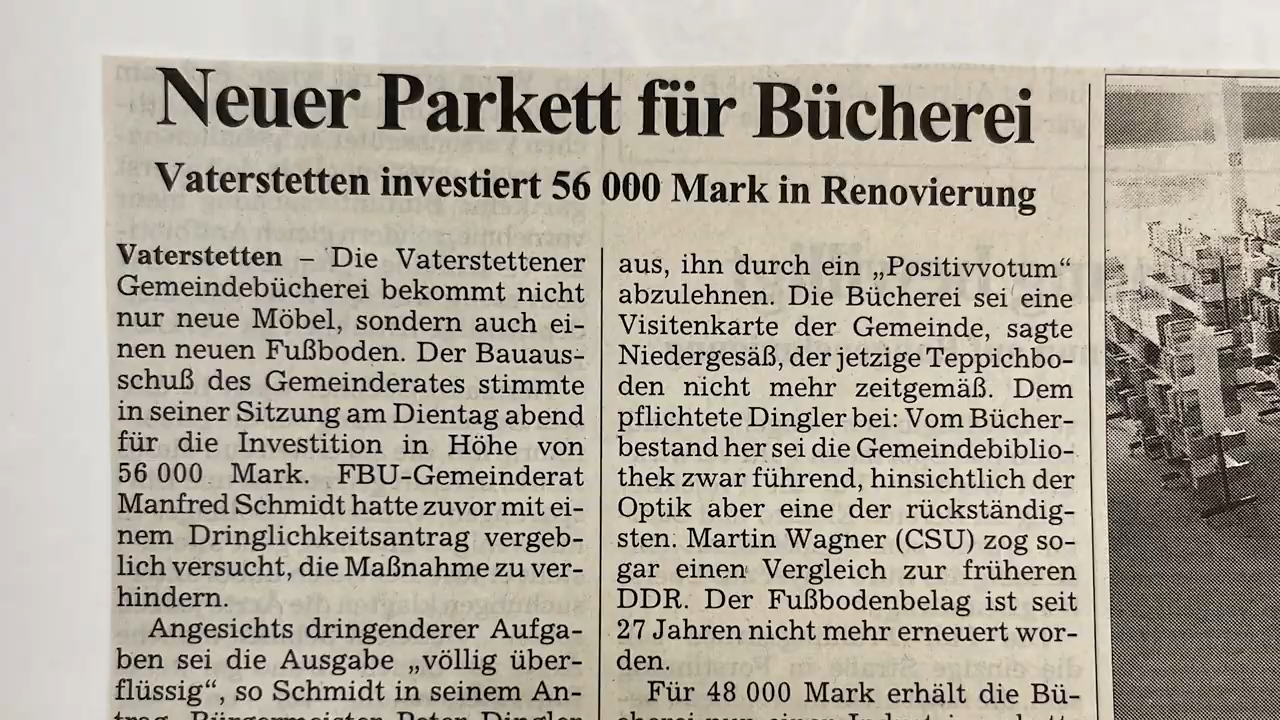 Neuer Parkett für Bücherei
Vaterstetten investiert 56 000 Mark in Renovierung
Vaterstetten – Die Vaterstettener
Gemeindebücherei bekommt nicht
nur neue Möbel, sondern auch ei-
nen neuen Fußboden. Der Bauaus-
schuß des Gemeinderates stimmte
in seiner Sitzung am Dientag abend
für die Investition in Höhe von
56 000 Mark. FBU-Gemeinderat
Manfred Schmidt hatte zuvor mit ei-
nem Dringlichkeitsantrag vergeb-
lich versucht, die Maßnahme zu ver-
hindern.
Angesichts dringenderer Aufga-
ben sei die Ausgabe „völlig über-
flüssig“, so Schmidt in seinem An-
trag. Bürgermeister Peter Dingler
aus, ihn durch ein „Positivvotum“
abzulehnen. Die Bücherei sei eine
Visitenkarte der Gemeinde, sagte
Niedergesäß, der jetzige Teppichbo-
den nicht mehr zeitgemäß. Dem
pflichtete Dingler bei: Vom Bücher-
bestand her sei die Gemeindebiblio-
thek zwar führend, hinsichtlich der
Optik aber eine der rückständig-
sten. Martin Wagner (CSU) zog so-
gar einen Vergleich zur früheren
DDR. Der Fußbodenbelag ist seit
27 Jahren nicht mehr erneuert wor-
den.
Für 48 000 Mark erhält die Bü-
cherei nun einen